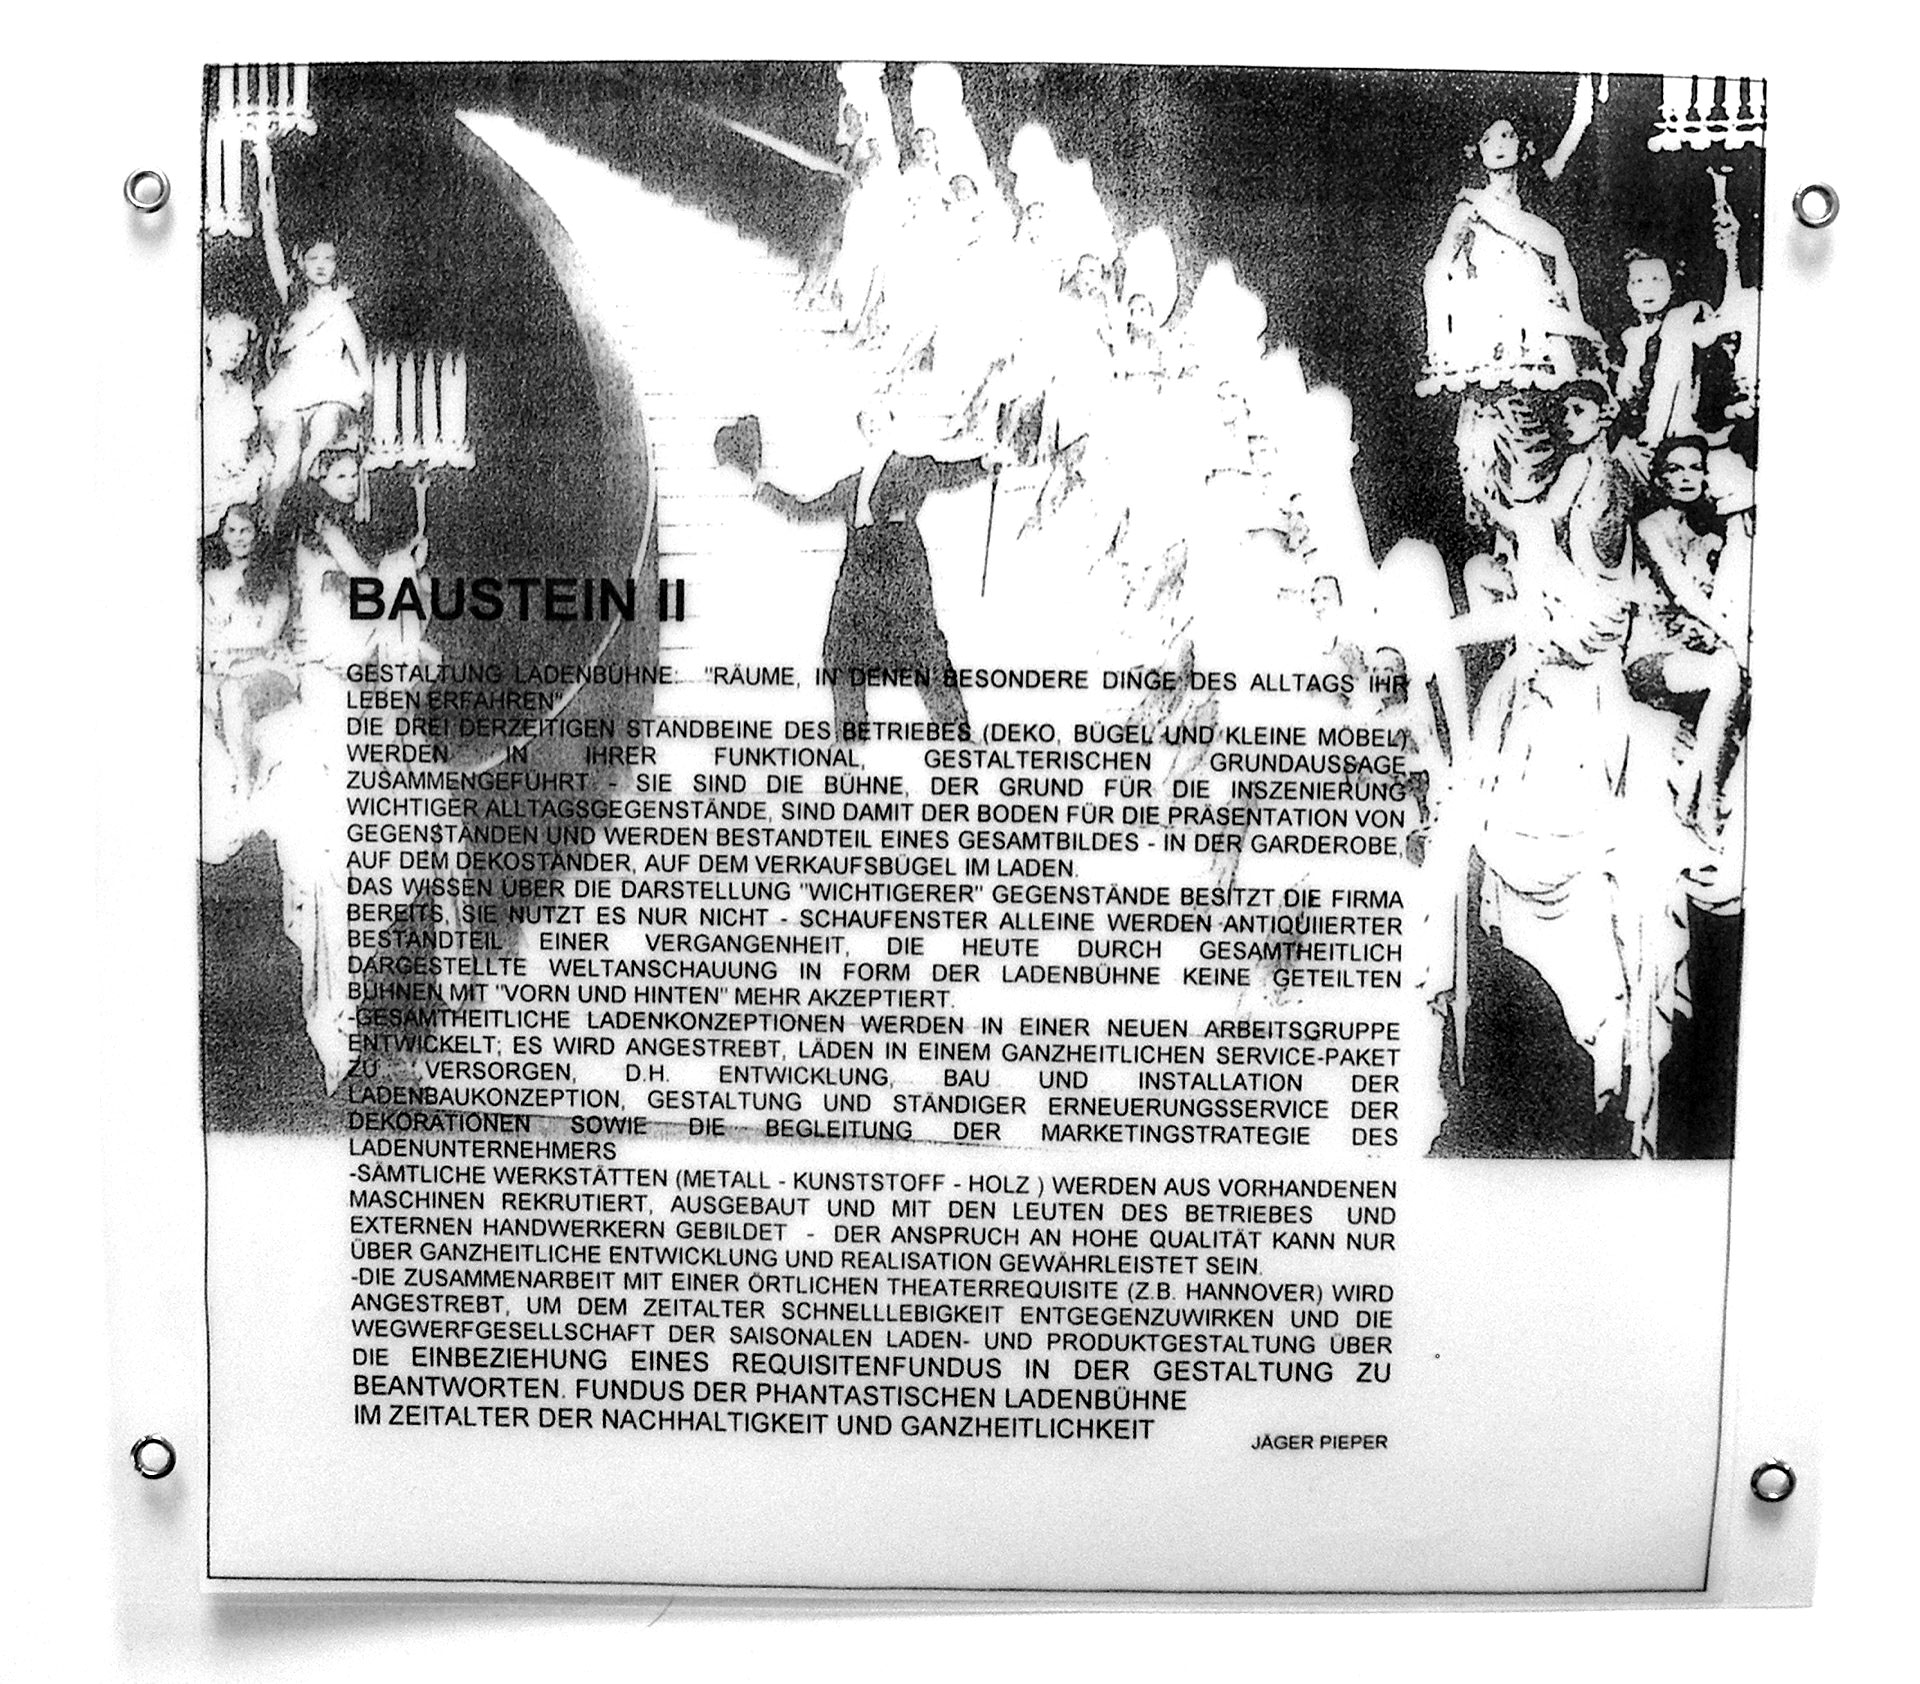 BAUSTEIN II
GESTALTUNG LADENBÜHNE: "RÄUME, IN DENEN BESONDERE DINGE DES ALLTAGS IHR
LEBEN ERFAHREN"
DIE DREI DERZEITIGEN STANDBEINE DES BETRIEBES (DEKO, BÜGEL UND KLEINE MÖBEL)
WERDEN IN IHRER FUNKTIONAL, GESTALTERISCHEN GRUNDAUSSAGE
ZUSAMMENGEFÜHRT - SIE SIND DIE BÜHNE, DER GRUND FÜR DIE INSZENIERUNG
WICHTIGER ALLTAGSGEGENSTÄNDE, SIND DAMIT DER BODEN FÜR DIE PRÄSENTATION VON
GEGENSTÄNDEN UND WERDEN BESTANDTEIL EINES GESAMTBILDES - IN DER GARDEROBE,
AUF DEM DEKOSTÄNDER, AUF DEM VERKAUFSBÜGEL IM LADEN.
DAS WISSEN ÜBER DIE DARSTELLUNG "WICHTIGERER" GEGENSTÄNDE BESITZT DIE FIRMA
BEREITS, SIE NUTZT ES NUR NICHT - SCHAUFENSTER ALLEINE WERDEN ANTIQUIIERTER
BESTANDTEIL EINER VERGANGENHEIT, DIE HEUTE DURCH GESAMTHEITLICH
DARGESTELLTE WELTANSCHAUUNG IN FORM DER LADENBÜHNE KEINE GETEILTEN
BÜHNEN MIT "VORN UND HINTEN" MEHR AKZEPTIERT.
-GESAMTHEITLICHE LADENKONZEPTIONEN WERDEN IN EINER NEUEN ARBEITSGRUPPE
ENTWICKELT; ES WIRD ANGESTREBT, LÄDEN IN EINEM GANZHEITLICHEN SERVICE-PAKET
ZU VERSORGEN, D.H. ENTWICKLUNG, BAU UND INSTALLATION DER
LADENBAUKONZEPTION, GESTALTUNG UND STÄNDIGER ERNEUERUNGSSERVICE DER
DEKORATIONEN SOWIE DIE BEGLEITUNG DER MARKETINGSTRATEGIE DES
LADENUNTERNEHMERS
-SÄMTLICHE WERKSTÄTTEN (METALL - KUNSTSTOFF - HOLZ ) WERDEN AUS VORHANDENEN
MASCHINEN REKRUTIERT, AUSGEBAUT UND MIT DEN LEUTEN DES BETRIEBES UND
EXTERNEN HANDWERKERN GEBILDET - DER ANSPRUCH AN HOHE QUALITÄT KANN NUR
ÜBER GANZHEITLICHE ENTWICKLUNG UND REALISATION GEWÄHRLEISTET SEIN.
-DIE ZUSAMMENARBEIT MIT EINER ÖRTLICHEN THEATERREQUISITE (Z.B. HANNOVER) WIRD
ANGESTREBT, UM DEM ZEITALTER SCHNELLLEBIGKEIT ENTGEGENZUWIRKEN UND DIE
WEGWERFGESELLSCHAFT DER SAISONALEN LADEN- UND PRODUKTGESTALTUNG ÜBER
DIE EINBEZIEHUNG EINES REQUISITENFUNDUS IN DER GESTALTUNG ZU
BEANTWORTEN. FUNDUS DER PHANTASTISCHEN LADENBÜHNE
IM ZEITALTER DER NACHHALTIGKEIT UND GANZHEITLICHKEIT
JÄGER PIEPER